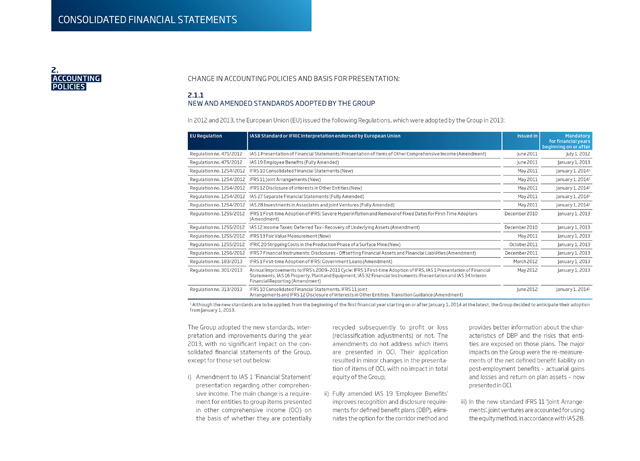 CONSOLIDATED FINANCIAL STATEMENTS
2.
ACCOUNTING
POLICIES
CHANGE IN ACCOUNTING POLICIES AND BASIS FOR PRESENTATION:
2.1.1
NEW AND AMENDED STANDARDS ADOPTED BY THE GROUP
In 2012 and 2013, the European Union (EU) issued the following Regulations, which were adopted by the Group in 2013:
EU Regulation IASB Standard or IFRIC Interpretation endorsed by European Union Issued in Mandatory
for financial years
beginning on or after
Regulation no. 475/2012 IAS 1 Presentation of Financial Statements: Presentation of Items of Other Comprehensive Income (Amendment) June 2011 July 1, 2012
Regulation no. 475/2012 IAS 19 Employee Benefits (Fully Amended) June 2011 January 1, 2013
Regulation no. 1254/2012 IFRS 10 Consolidated Financial Statements (New) May 2011 January 1, 2014¹
Regulation no. 1254/2012 IFRS 11 Joint Arrangements (New) May 2011 January 1, 2014¹
Regulation no. 1254/2012 IFRS 12 Disclosure of Interests in Other Entities (New) May 2011 January 1, 2014¹
Regulation no. 1254/2012 IAS 27 Separate Financial Statements (Fully Amended) May 2011 January 1, 2014¹
Regulation no. 1254/2012 IAS 28 Investments in Associates and Joint Ventures (Fully Amended) May 2011 January 1, 2014¹
Regulation no. 1255/2012 IFRS 1 First-time Adoption of IFRS: Severe Hyperinflation and Removal of Fixed Dates for First-Time Adopters December 2010 January 1, 2013
(Amendment)
Regulation no. 1255/2012 IAS 12 Income Taxes: Deferred Tax - Recovery of Underlying Assets (Amendment) December 2010 January 1, 2013
Regulation no. 1255/2012 IFRS 13 Fair Value Measurement (New) May 2011 January 1, 2013
Regulation no. 1255/2012 IFRIC 20 Stripping Costs in the Production Phase of a Surface Mine (New) October 2011 January 1, 2013
Regulation no. 1256/2012 IFRS 7 Financial Instruments: Disclosures - Offsetting Financial Assets and Financial Liabilities (Amendment) December 2011 January 1, 2013
Regulation no. 183/2013 IFRS 1 First-time Adoption of IFRS: Government Loans (Amendment) March 2012 January 1, 2013
Regulation no. 301/2013 Annual Improvements to IFRS's 2009-2011 Cycle: IFRS 1 First-time Adoption of IFRS, IAS 1 Presentation of Financial May 2012 January 1, 2013
Statements, IAS 16 Property, Plant and Equipment, IAS 32 Financial Instruments: Presentation and IAS 34 Interim
Financial Reporting (Amendment)
Regulation no. 313/2013 IFRS 10 Consolidated Financial Statements, IFRS 11 Joint June 2012 January 1, 2014¹
Arrangements and IFRS 12 Disclosure of Interests in Other Entities: Transition Guidance (Amendment)
¹ Although the new standards are to be applied, from the beginning of the first financial year starting on or after January 1, 2014 at the latest, the Group decided to anticipate their adoption
from January 1, 2013.
The Group adopted the new standards, inter-
pretation and improvements during the year
2013, with no significant impact on the con-
solidated financial statements of the Group,
except for those set out below:
i) Amendment to IAS 1 'Financial Statement'
presentation regarding other comprehen-
sive income. The main change is a require-
ment for entities to group items presented
in other comprehensive income (OCI) on
the basis of whether they are potentially
recycled subsequently to profit or loss
(reclassification adjustments) or not. The
amendments do not address which items
are presented in OCI. Their application
resulted in minor changes in the presenta-
tion of items of OCI, with no impact in total
equity of the Group;
ii) Fully amended IAS 19 'Employee Benefits'
improves recognition and disclosure require-
ments for defined benefit plans (DBP), elimi-
nates the option for the corridor method and
provides better information about the char-
acteristics of DBP and the risks that enti-
ties are exposed on those plans. The major
impacts on the Group were the re-measure-
ments of the net defined benefit liability on
post-employment benefits - actuarial gains
and losses and return on plan assets – now
presented in OCI.
iii) In the new standard IFRS 11 'Joint Arrange-
ments', joint ventures are accounted for using
the equity method, in accordance with IAS 28.